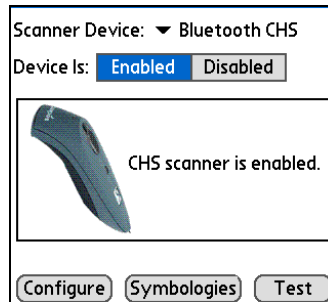 Scanner Device: Bluetooth CHS
Device Is: Enabled Disabled
CHS scanner is enabled.
Configure Symbologies Test